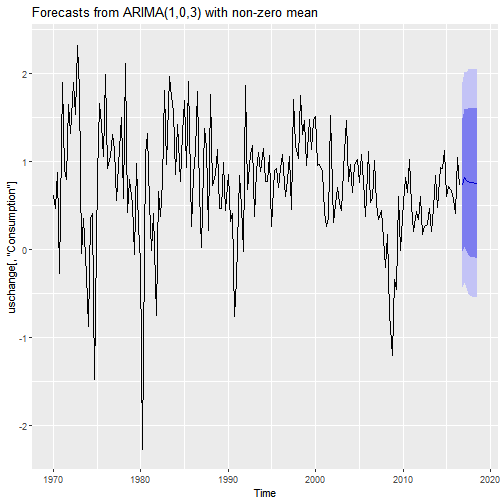 Forecasts from ARIMA(1,0,3) with non-zero mean
uschange[, "Consumption"]
2
1
0
-1
-2
1970 1980 1990 2000 2010 2020
Time